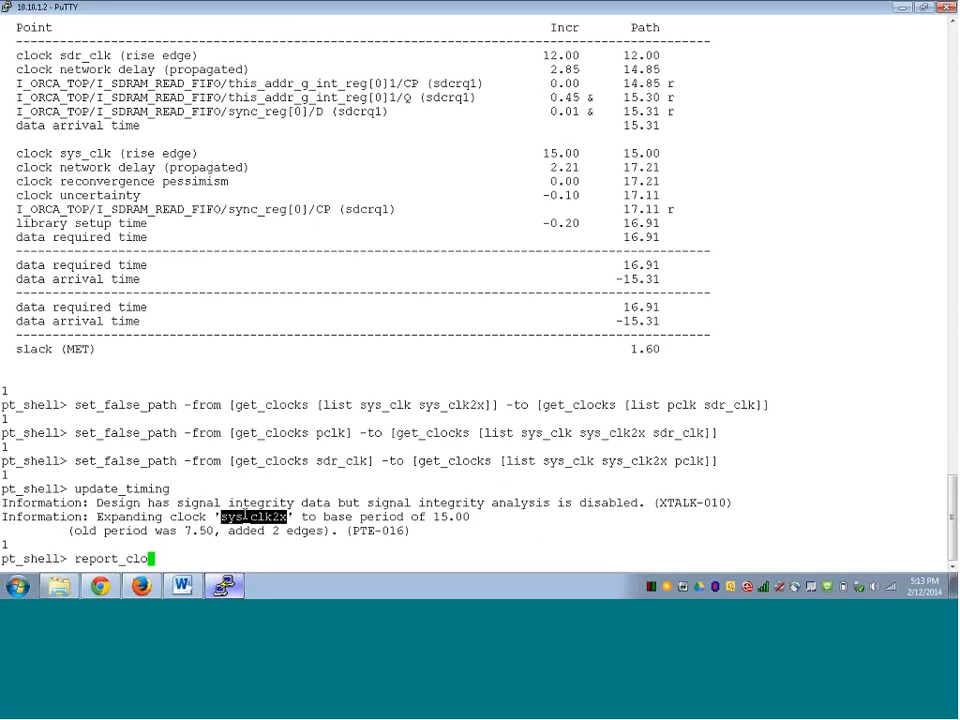 10.10.1.2 - PuTTY
Point Incr Path
clock sdr_clk (rise edge) 12.00 12.00
clock network delay (propagated) 2.85 14.85
I_ORCA_TOP/I_SDRAM_READ_FIFO/this_addr_g_int_reg[0]1/CP (sdcrq1) 0.00 14.85 r
I_ORCA_TOP/I_SDRAM_READ_FIFO/this_addr_g_int_reg[0]1/Q (sdcrq1) 0.45 & 15.30 r
I_ORCA_TOP/I_SDRAM_READ_FIFO/sync_reg[0]/D (sdcrq1) 0.01 & 15.31 r
data arrival time 15.31
clock sys_clk (rise edge) 15.00 15.00
clock network delay (propagated) 2.21 17.21
clock reconvergence pessimism 0.00 17.21
clock uncertainty -0.10 17.11
I_ORCA_TOP/I_SDRAM_READ_FIFO/sync_reg[0]/CP (sdcrq1) 17.11 r
library setup time -0.20 16.91
data required time 16.91
data required time 16.91
data arrival time -15.31
data required time 16.91
data arrival time -15.31
slack (MET) 1.60
1
pt_shell> set_false_path -from [get_clocks [list sys_clk sys_clk2x]] -to [get_clocks [list pclk sdr_clk]]
1
pt_shell> set_false_path -from [get_clocks pclk] -to [get_clocks [list sys_clk sys_clk2x sdr_clk]]
1
pt_shell> set_false_path -from [get_clocks sdr_clk] -to [get_clocks [list sys_clk sys_clk2x pclk]]
1
pt_shell> update_timing
Information: Design has signal integrity data but signal integrity analysis is disabled. (XTALK-010)
Information: Expanding clock 'sys_clk2x' to base period of 15.00
(old period was 7.50, added 2 edges). (PTE-016)
1
pt_shell> report_clo
5:13 PM
2/12/2014